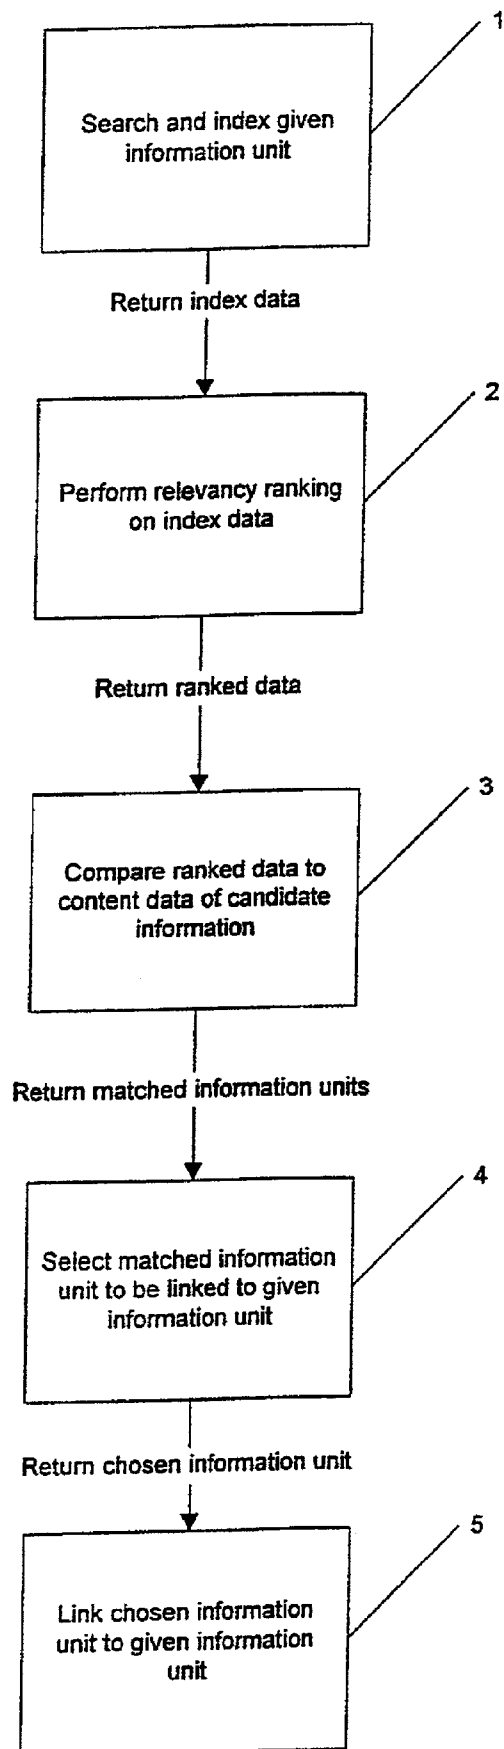 1
Search and index given
information unit
Return index data
2
Perform relevancy ranking
on index data
Return ranked data
3
Compare ranked data to
content data of candidate
information
Return matched information units
4
Select matched information
unit to be linked to given
information unit
Return chosen information unit
5
Link chosen information
unit to given information
unit